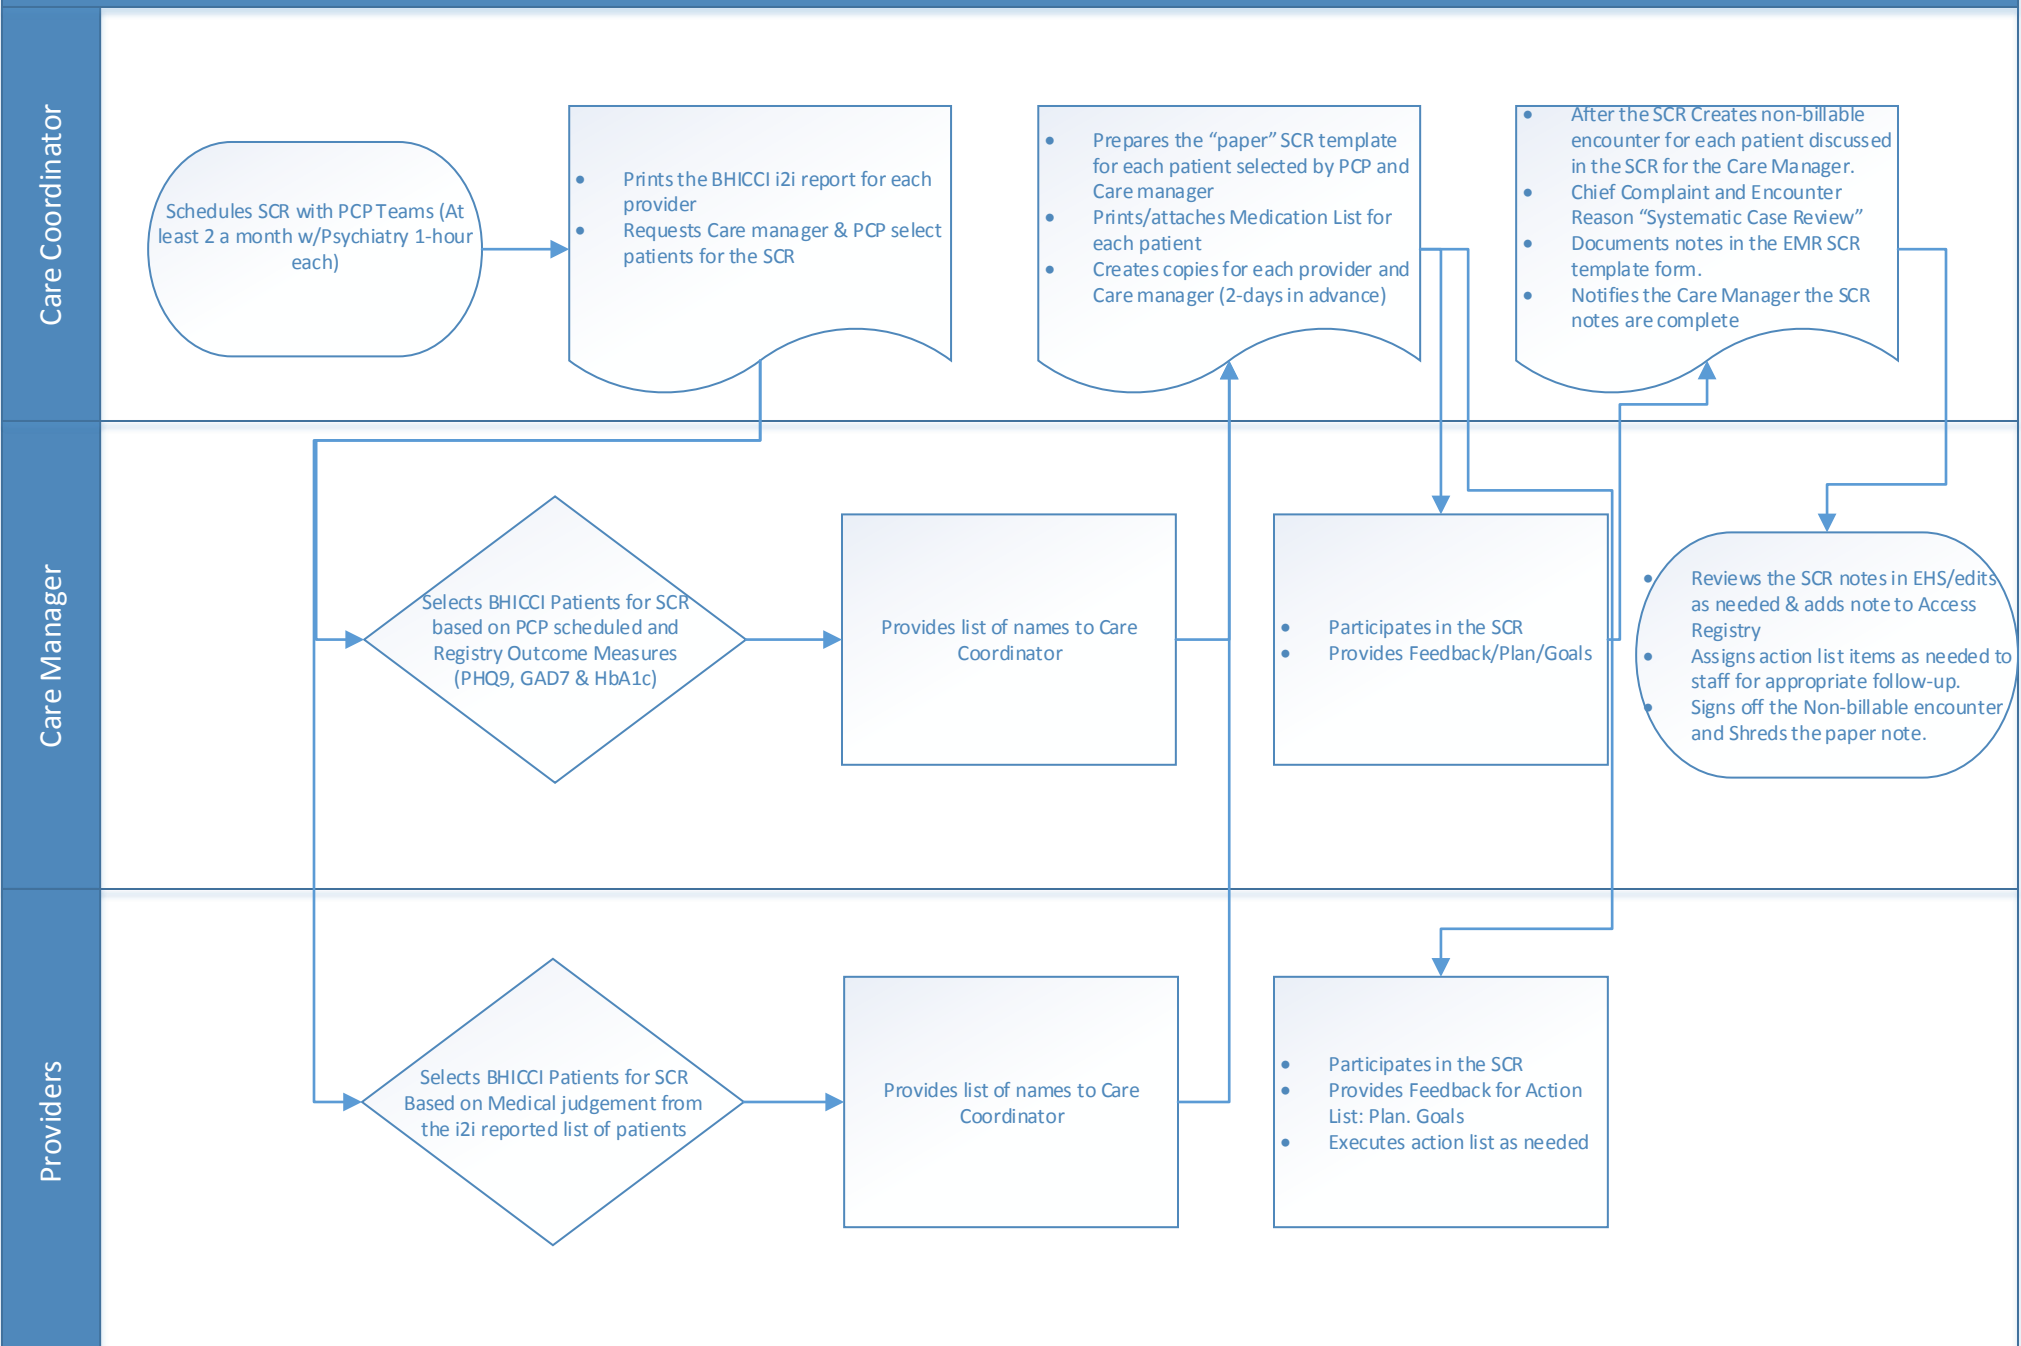 Care Coordinator
Schedules SCR with PCP Teams (At
least 2 a month w/Psychiatry 1-hour
each)
• Prints the BHICCI i2i report for each
provider
• Requests Care manager & PCP select
patients for the SCR
• Prepares the “paper” SCR template
for each patient selected by PCP and
Care manager
• Prints/attaches Medication List for
each patient
• Creates copies for each provider and
Care manager (2-days in advance)
• After the SCR Creates non-billable
encounter for each patient discussed
in the SCR for the Care Manager.
• Chief Complaint and Encounter
Reason “Systematic Case Review”
• Documents notes in the EMR SCR
template form.
• Notifies the Care Manager the SCR
notes are complete
Care Manager
Selects BHICCI Patients for SCR
based on PCP scheduled and
Registry Outcome Measures
(PHQ9, GAD7 & HbA1c)
Provides list of names to Care
Coordinator
• Participates in the SCR
• Provides Feedback/Plan/Goals
• Reviews the SCR notes in EHS/edits
as needed & adds note to Access
Registry
• Assigns action list items as needed to
staff for appropriate follow-up.
• Signs off the Non-billable encounter
and Shreds the paper note.
Providers
Selects BHICCI Patients for SCR
Based on Medical judgement from
the i2i reported list of patients
Provides list of names to Care
Coordinator
• Participates in the SCR
• Provides Feedback for Action
List: Plan. Goals
• Executes action list as needed